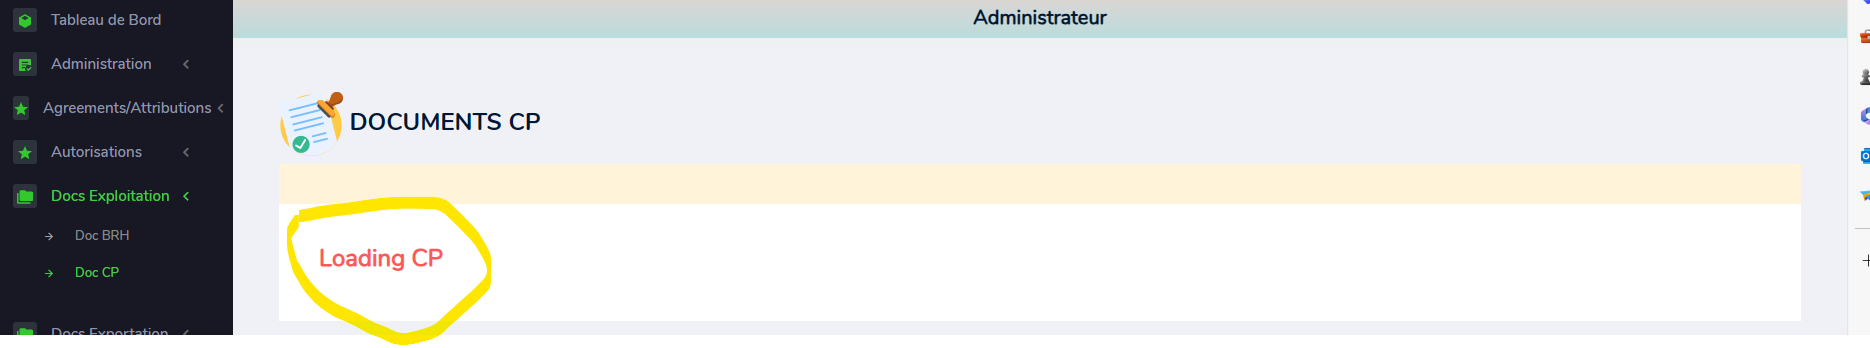 Tableau de Bord
Administration
Agreements/Attributions
Autorisations
Docs Exploitation
Doc BRH
Doc CP
Docs Exportation
Administrateur
DOCUMENTS CP
Loading CP